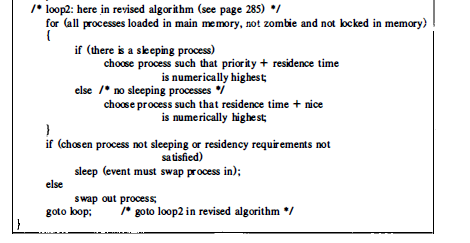 /* loop2: here in revised algorithm (see page 285) */
for (all processes loaded in main memory, not zombie and not locked in memory)
{
if (there is a sleeping process)
choose process such that priority + residence time
is numerically highest;
else /* no sleeping processes */
choose process such that residence time + nice
is numerically highest;
}
if (chosen process not sleeping or residency requirements not
satisfied)
sleep (event must swap process in);
else
swap out process;
goto loop; /* goto loop2 in revised algorithm */
}